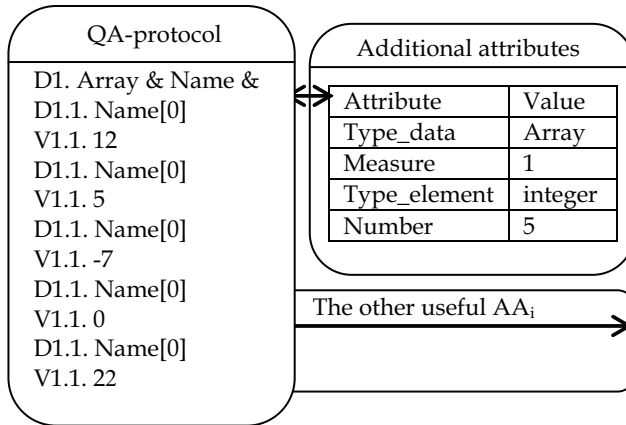 QA-protocol
D1. Array & Name &
D1.1. Name[0]
V1.1. 12
D1.1. Name[0]
V1.1. 5
D1.1. Name[0]
V1.1. -7
D1.1. Name[0]
V1.1. 0
D1.1. Name[0]
V1.1. 22
Additional attributes
Attribute Value
Type_data Array
Measure 1
Type_element integer
Number 5
The other useful AAi